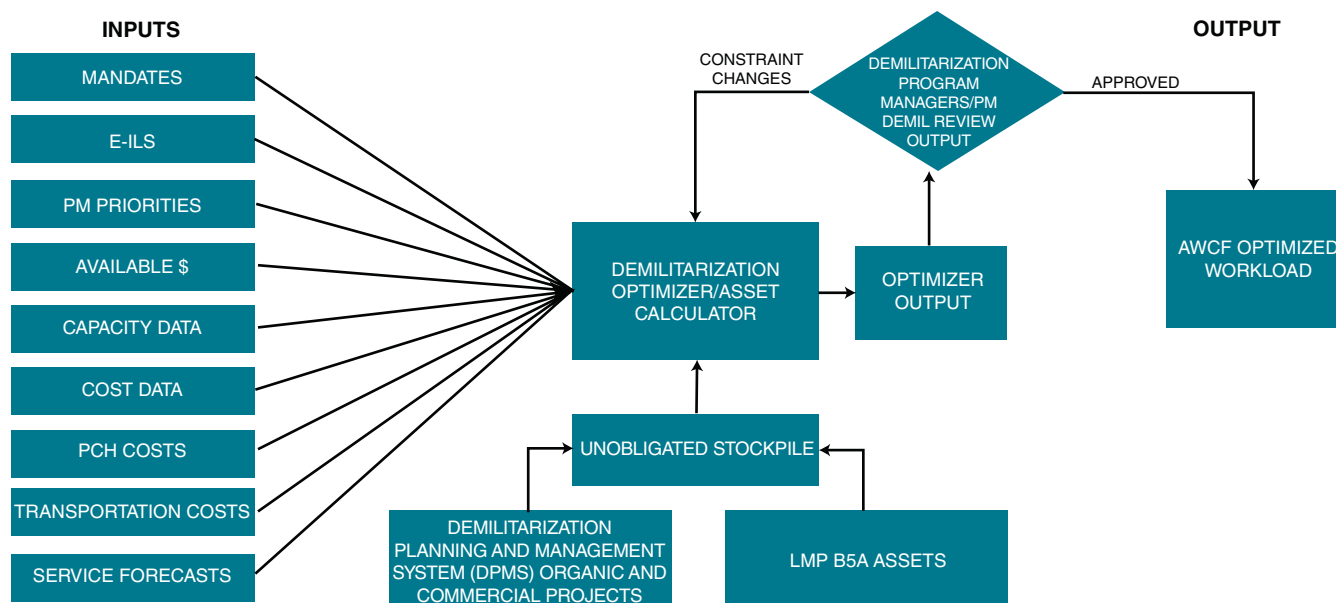 INPUTS
MANDATES
E-ILS
PM PRIORITIES
AVAILABLE $
CAPACITY DATA
COST DATA
PCH COSTS
TRANSPORTATION COSTS
SERVICE FORECASTS
CONSTRAINT
CHANGES
DEMILITARIZATION
PROGRAM
MANAGERS/PM
DEMIL REVIEW
OUTPUT
APPROVED
OUTPUT
DEMILITARIZATION
OPTIMIZER/ASSET
CALCULATOR
OPTIMIZER
OUTPUT
AWCF OPTIMIZED
WORKLOAD
UNOBLIGATED STOCKPILE
DEMILITARIZATION
PLANNING AND MANAGEMENT
SYSTEM (DPMS) ORGANIC AND
COMMERCIAL PROJECTS
LMP B5A ASSETS